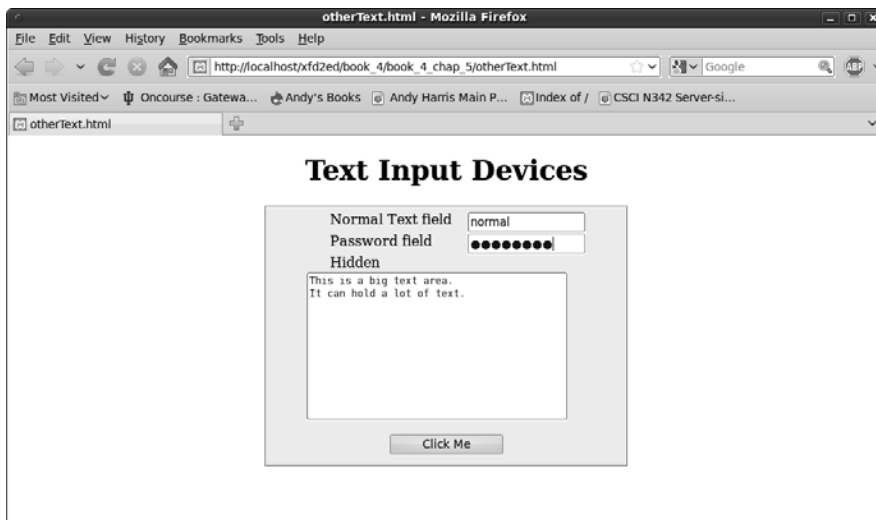 otherText.html - Mozilla Firefox
File Edit View History Bookmarks Tools Help
http://localhost/xfd2ed/book_4/book_4_chap_5/otherText.html Google ABP
Most Visited Oncourse : Gatewa... Andy's Books Andy Harris Main P... Index of / CSCI N342 Server-si...
otherText.html
Text Input Devices
Normal Text field normal
Password field ●●●●●●●●
Hidden
This is a big text area.
It can hold a lot of text.
Click Me